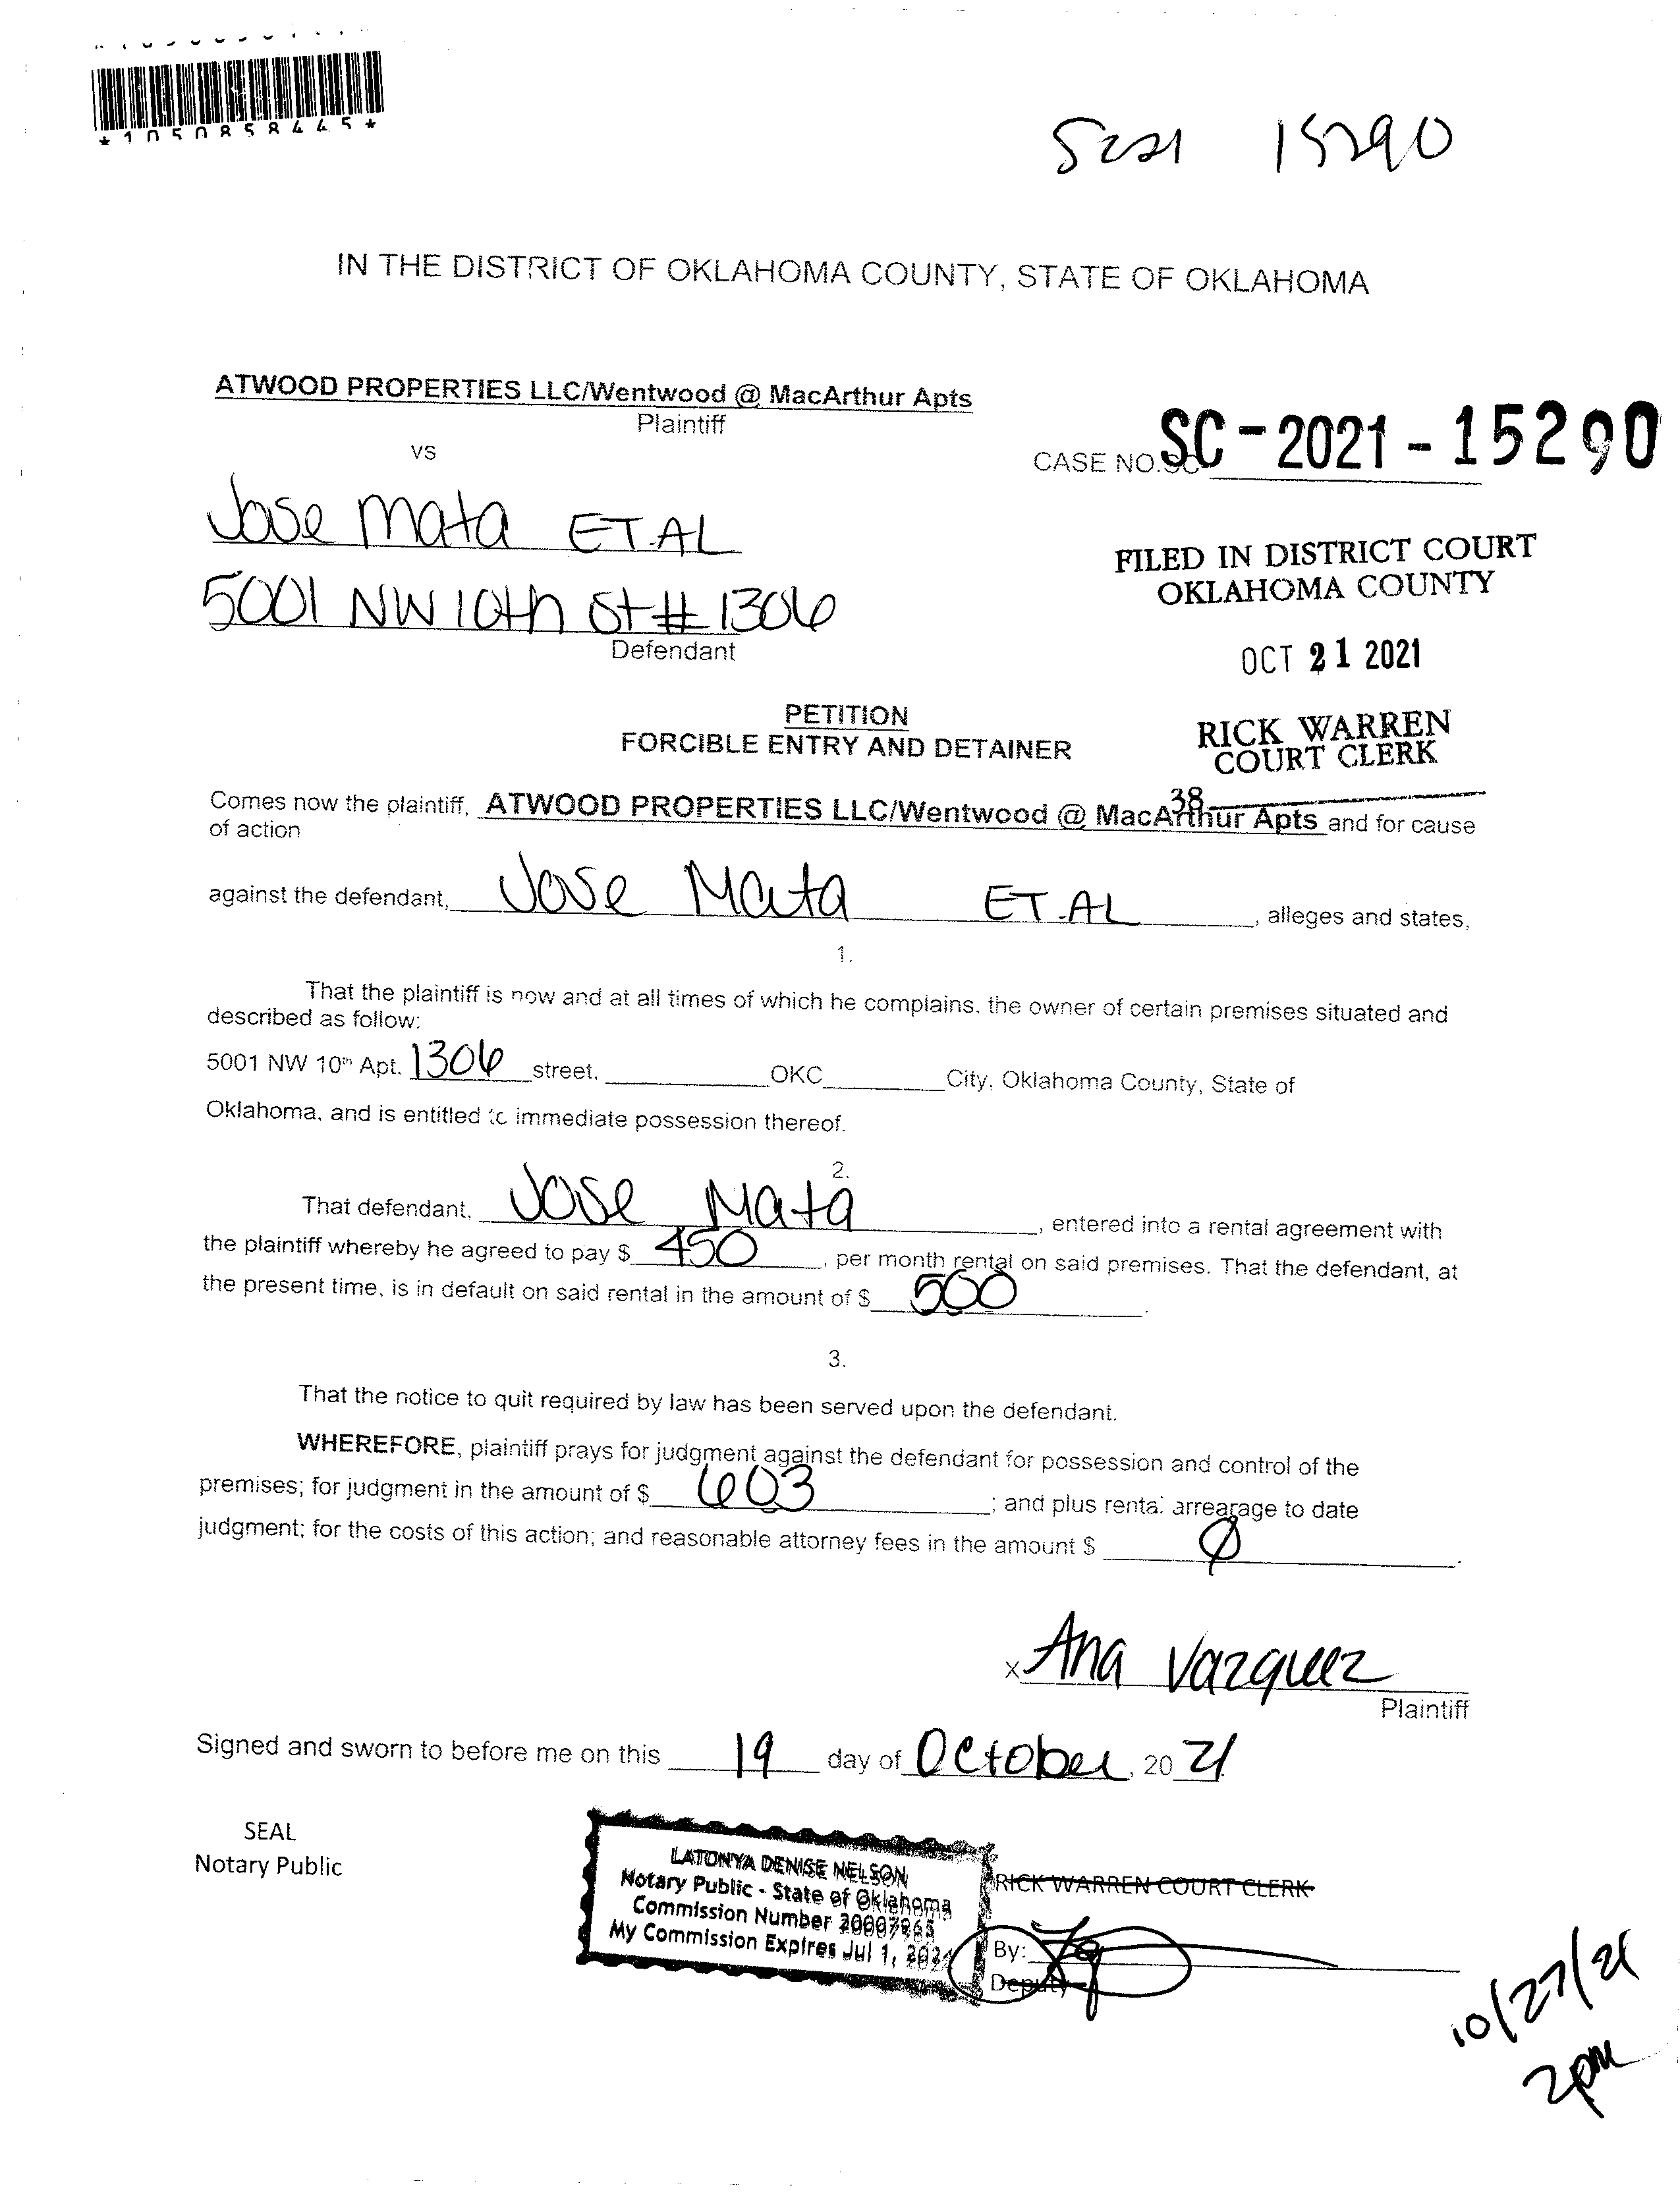 *1050858445*
5221 15290
IN THE DISTRICT OF OKLAHOMA COUNTY, STATE OF OKLAHOMA
ATWOOD PROPERTIES LLC/Wentwood @ MacArthur Apts
Plaintiff
vs
CASE NO.SC SC-2021-15290
Jose Mata ET.AL
5001 NW 10th St # 1306
Defendant
FILED IN DISTRICT COURT
OKLAHOMA COUNTY
OCT 21 2021
RICK WARREN
COURT CLERK
38
PETITION
FORCIBLE ENTRY AND DETAINER
Comes now the plaintiff, ATWOOD PROPERTIES LLC/Wentwood @ MacArthur Apts and for cause
of action
against the defendant, Jose Mata ET.AL, alleges and states,
1.
That the plaintiff is now and at all times of which he complains, the owner of certain premises situated and
described as follow:
5001 NW 10th Apt. 1306 street, OKC City, Oklahoma County, State of
Oklahoma, and is entitled to immediate possession thereof.
2.
That defendant, Jose Mata, entered into a rental agreement with
the plaintiff whereby he agreed to pay $ 450, per month rental on said premises. That the defendant, at
the present time, is in default on said rental in the amount of $ 500.
3.
That the notice to quit required by law has been served upon the defendant.
WHEREFORE, plaintiff prays for judgment against the defendant for possession and control of the
premises; for judgment in the amount of $ 603; and plus rental arrearage to date
judgment; for the costs of this action; and reasonable attorney fees in the amount $ Ø.
x Ana Vazquez
Plaintiff
Signed and sworn to before me on this 19 day of October, 20 21
SEAL
Notary Public
LATONYA DENISE NELSON
Notary Public - State of Oklahoma
Commission Number 20007865
My Commission Expires Jul 1, 2024
RICK WARREN COURT CLERK
By:
Deputy
10/27/21
2pm